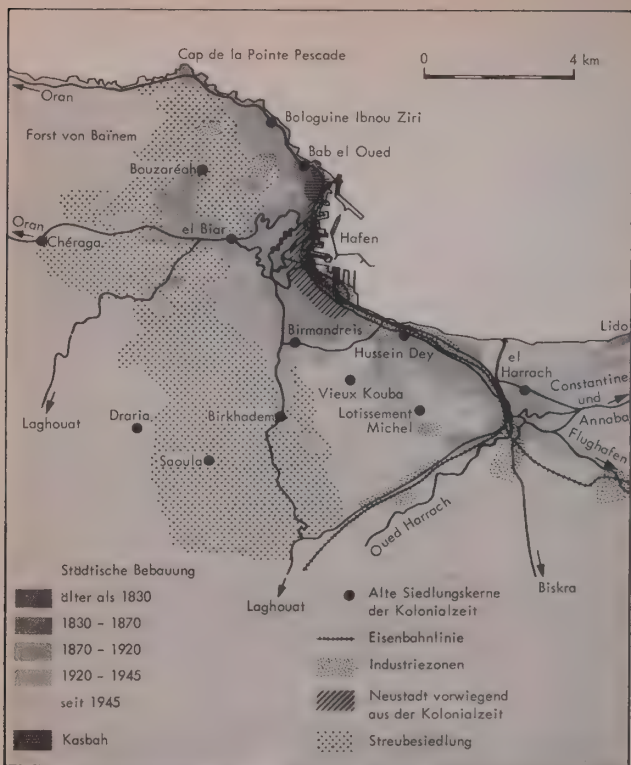 Cap de la Pointe Pescade
0 4 km
Oran
Bologuine Ibnou Ziri
Forst von Baïnem
Bab el Oued
Bouzaréah
Oran
el Biar
Chéraga
Hafen
Lido
Birmandreis
Hussein Dey
el
Harrach
Constantine
und
Annaba
Vieux Kouba
Lotissement
Michel
Flughafen
Laghouat
Draria
Birkhadem
Saoula
Oued Harrach
Laghouat
Biskra
Städtische Bebauung
älter als 1830
1830 - 1870
1870 - 1920
1920 - 1945
seit 1945
Kasbah
Alte Siedlungskerne
der Kolonialzeit
Eisenbahnlinie
Industriezonen
Neustadt vorwiegend
aus der Kolonialzeit
Streubesiedlung